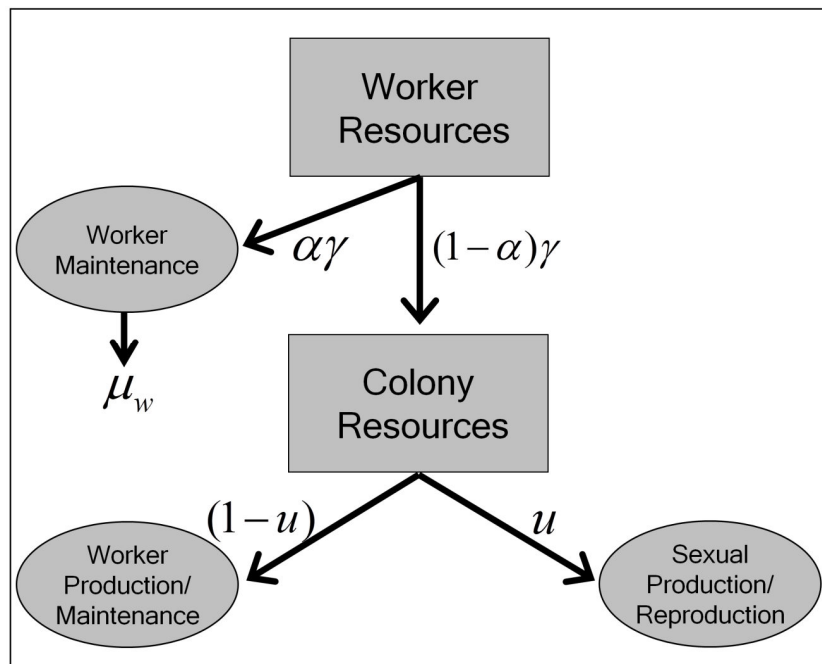 Worker
Resources
Worker
Maintenance
αγ
(1−α)γ
μ_w
Colony
Resources
(1−u)
u
Worker
Production/
Maintenance
Sexual
Production/
Reproduction